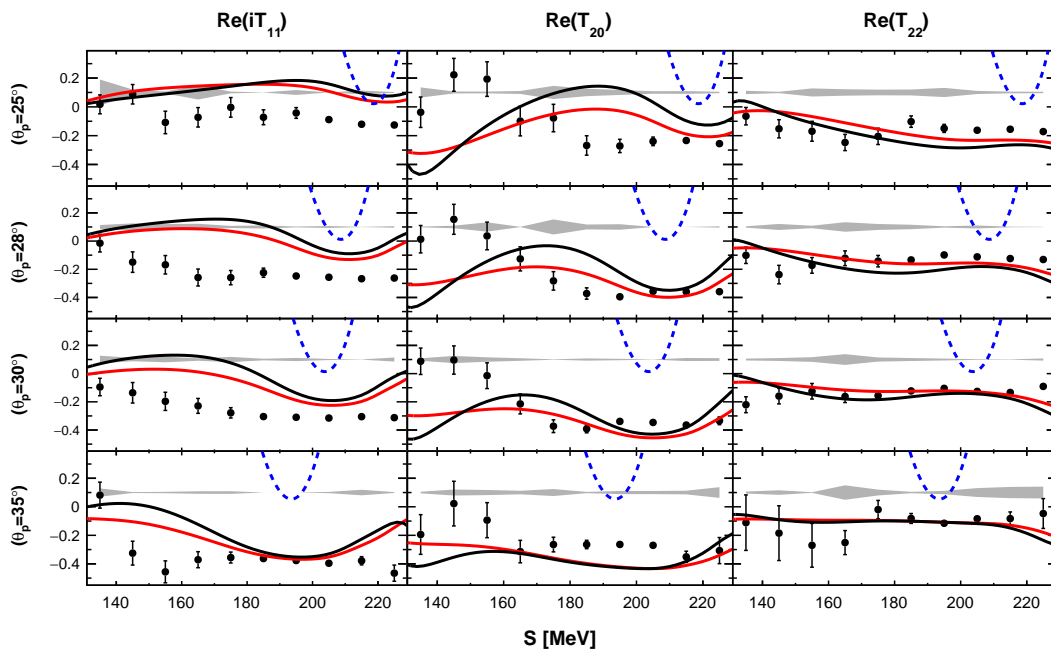 Re(iT11) Re(T20) Re(T22)
(θp=25°) 0.2 0 −0.2 −0.4
(θp=28°) 0.2 0 −0.2 −0.4
(θp=30°) 0.2 0 −0.2 −0.4
(θp=35°) 0.2 0 −0.2 −0.4
140 160 180 200 220 140 160 180 200 220 140 160 180 200 220
S [MeV]